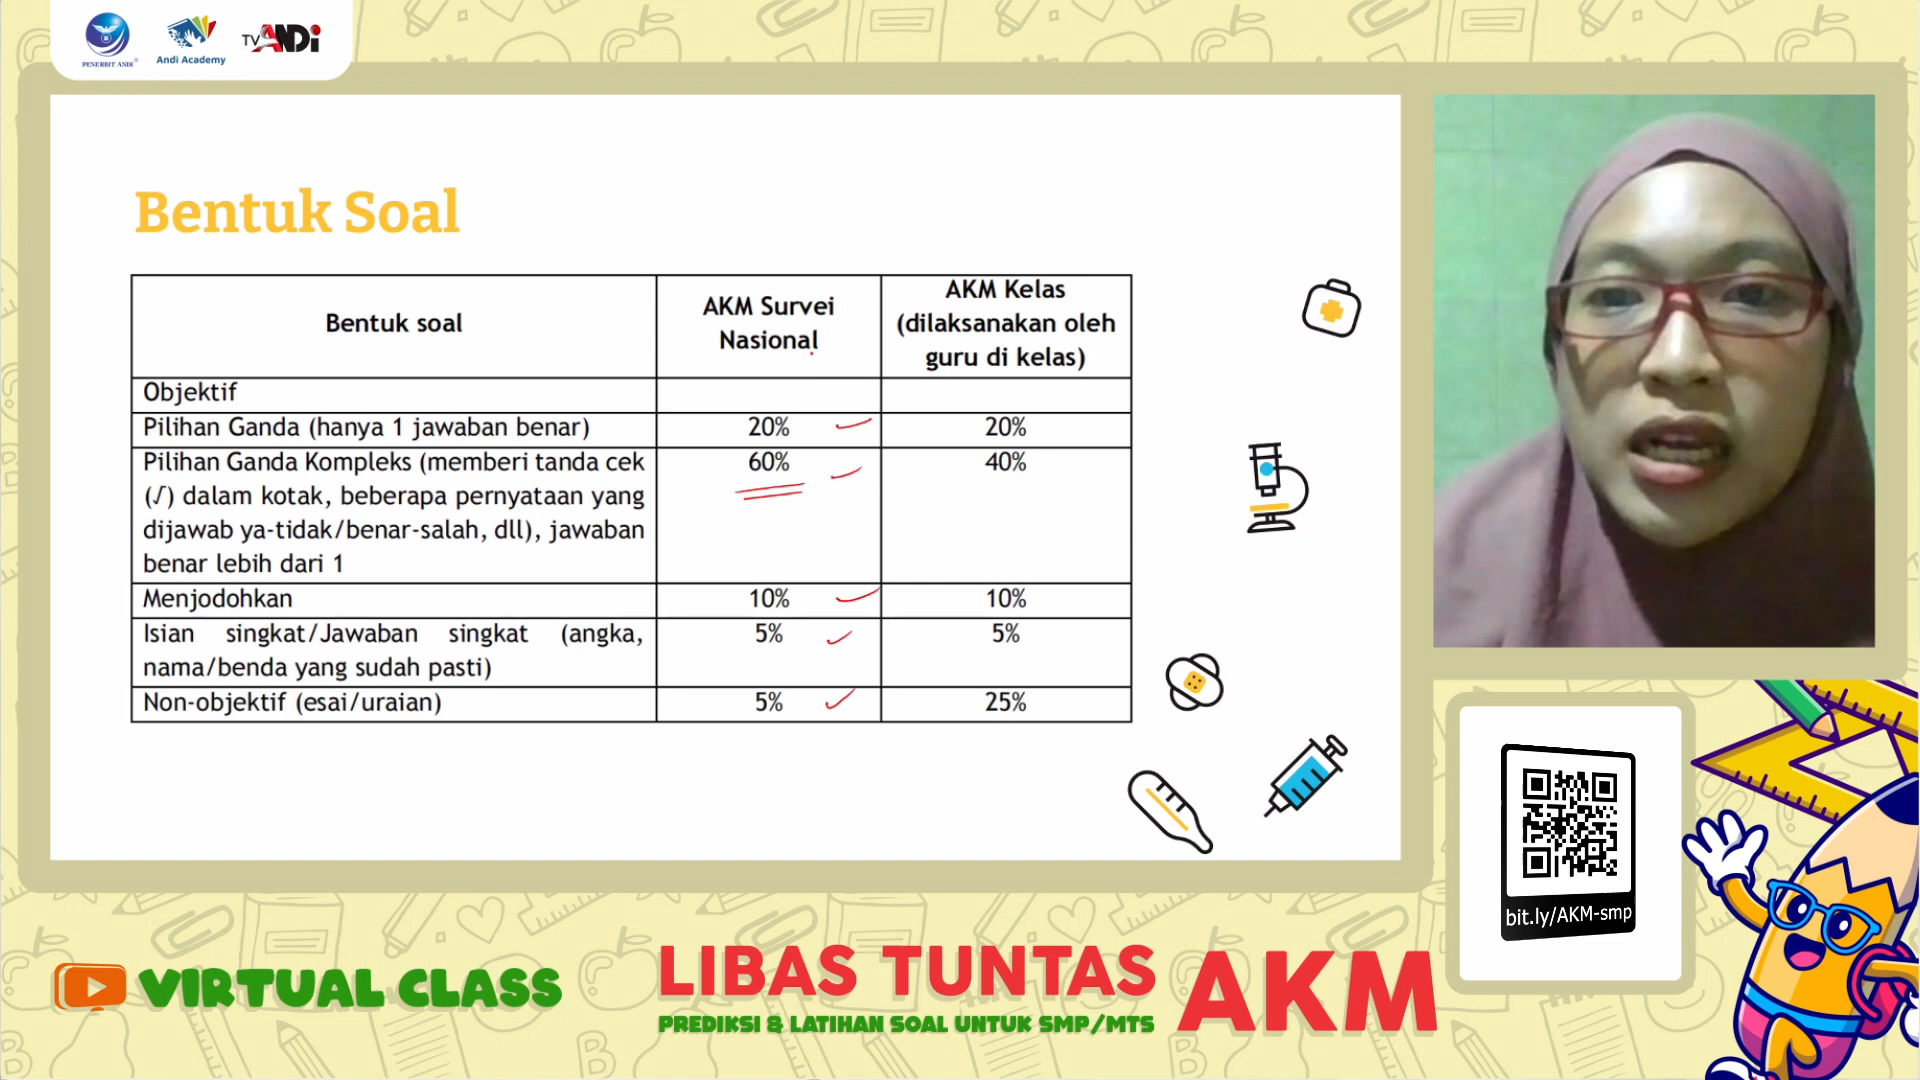 PENERBIT ANDI
Andi Academy
TV ANDI
Bentuk Soal
Bentuk soal
AKM Survei
Nasional
AKM Kelas
(dilaksanakan oleh
guru di kelas)
Objektif
Pilihan Ganda (hanya 1 jawaban benar)
20%
20%
Pilihan Ganda Kompleks (memberi tanda cek
(√) dalam kotak, beberapa pernyataan yang
dijawab ya-tidak/benar-salah, dll), jawaban
benar lebih dari 1
60%
40%
Menjodohkan
10%
10%
Isian singkat/Jawaban singkat (angka,
nama/benda yang sudah pasti)
5%
5%
Non-objektif (esai/uraian)
5%
25%
bit.ly/AKM-smp
VIRTUAL CLASS
LIBAS TUNTAS
AKM
PREDIKSI & LATIHAN SOAL UNTUK SMP/MTS